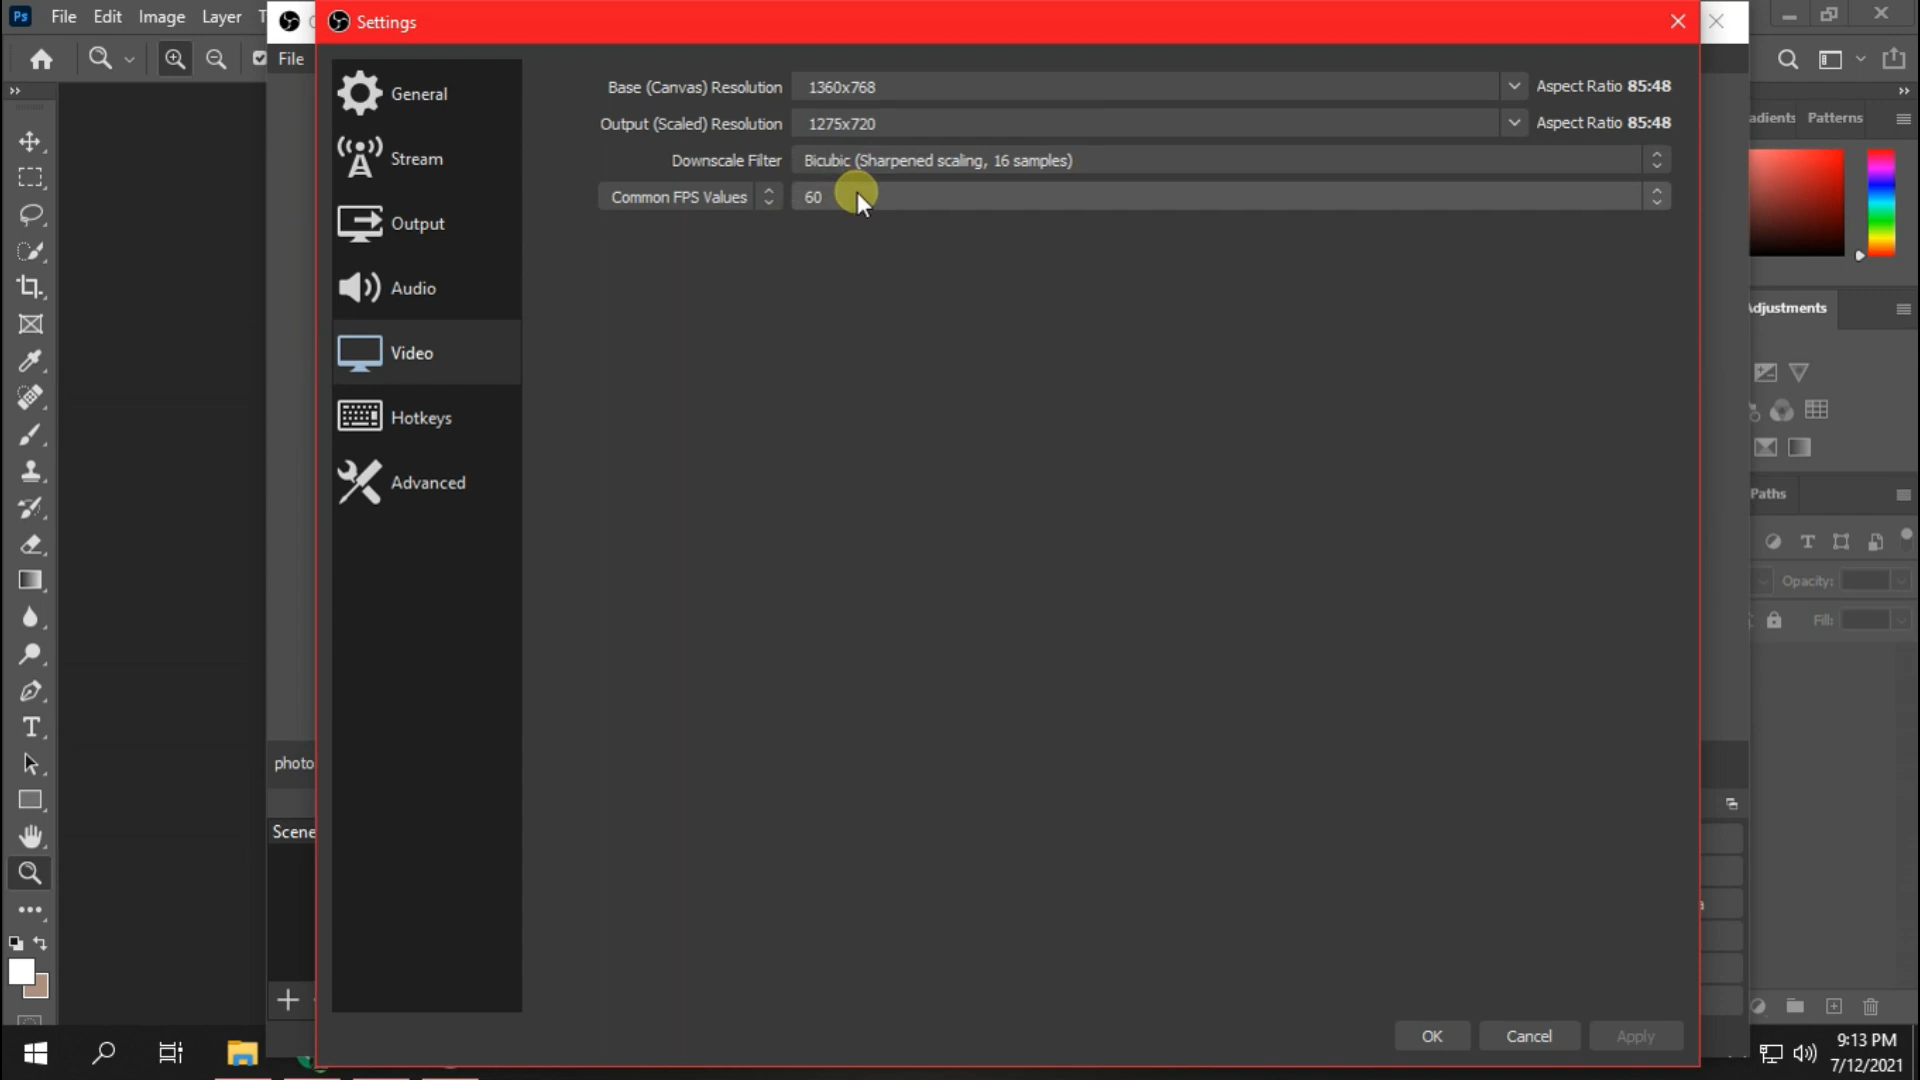 Ps File Edit Image Layer
Settings
File
General
Stream
Output
Audio
Video
Hotkeys
Advanced
Base (Canvas) Resolution 1360x768 Aspect Ratio 85:48
Output (Scaled) Resolution 1275x720 Aspect Ratio 85:48
Downscale Filter Bicubic (Sharpened scaling, 16 samples)
Common FPS Values 60
OK Cancel Apply
photo
Scene
adients Patterns
Adjustments
Paths
Opacity:
Fill:
9:13 PM
7/12/2021